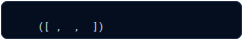 ([ , , ])